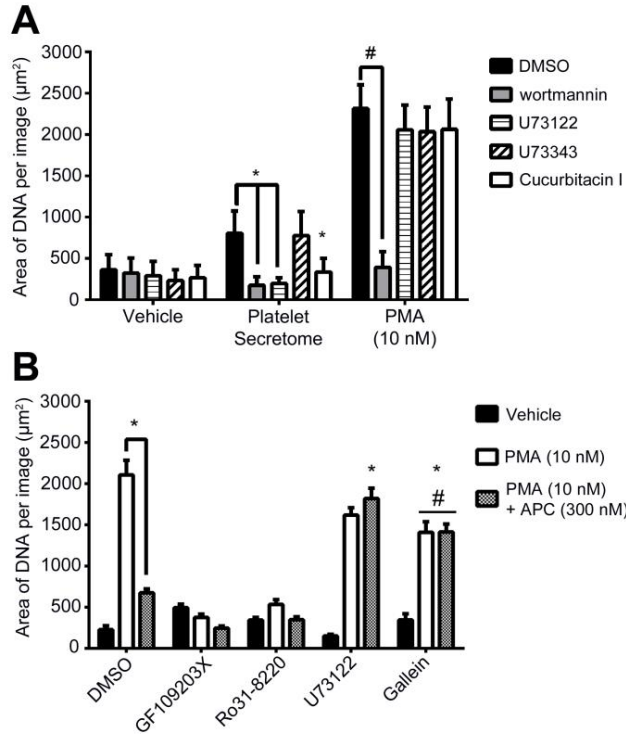 A
Area of DNA per image (µm²)
3000
2500
2000
1500
1000
500
0
#
*
*
Vehicle
Platelet
Secretome
PMA
(10 nM)
DMSO
wortmannin
U73122
U73343
Cucurbitacin I
B
Area of DNA per image (µm²)
3000
2500
2000
1500
1000
500
0
*
*
*
#
DMSO
GF109203X
Ro31-8220
U73122
Gallein
Vehicle
PMA (10 nM)
PMA (10 nM)
+ APC (300 nM)